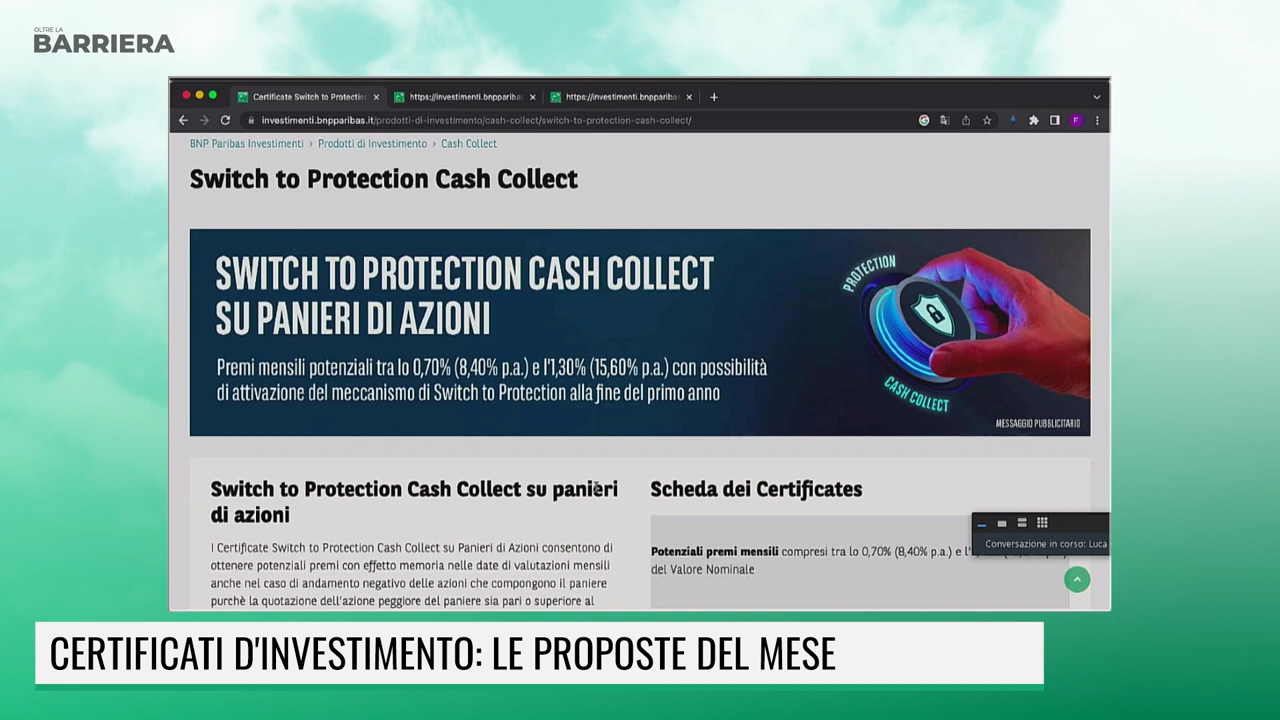 OLTRE LA
BARRIERA
Certificate Switch to Protection
https://investimenti.bnppariba
https://investimenti.bnppariba
investimenti.bnpparibas.it/prodotti-di-investimento/cash-collect/switch-to-protection-cash-collect/
F
BNP Paribas Investimenti › Prodotti di Investimento › Cash Collect
Switch to Protection Cash Collect
SWITCH TO PROTECTION CASH COLLECT
SU PANIERI DI AZIONI
Premi mensili potenziali tra lo 0,70% (8,40% p.a.) e l'1,30% (15,60% p.a.) con possibilità
di attivazione del meccanismo di Switch to Protection alla fine del primo anno
PROTECTION
CASH COLLECT
MESSAGGIO PUBBLICITARIO
Switch to Protection Cash Collect su panieri
di azioni
I Certificate Switch to Protection Cash Collect su Panieri di Azioni consentono di
ottenere potenziali premi con effetto memoria nelle date di valutazioni mensili
anche nel caso di andamento negativo delle azioni che compongono il paniere
purchè la quotazione dell'azione peggiore del paniere sia pari o superiore al
Scheda dei Certificates
Potenziali premi mensili compresi tra lo 0,70% (8,40% p.a.) e l'
del Valore Nominale
Conversazione in corso: Luca
CERTIFICATI D'INVESTIMENTO: LE PROPOSTE DEL MESE